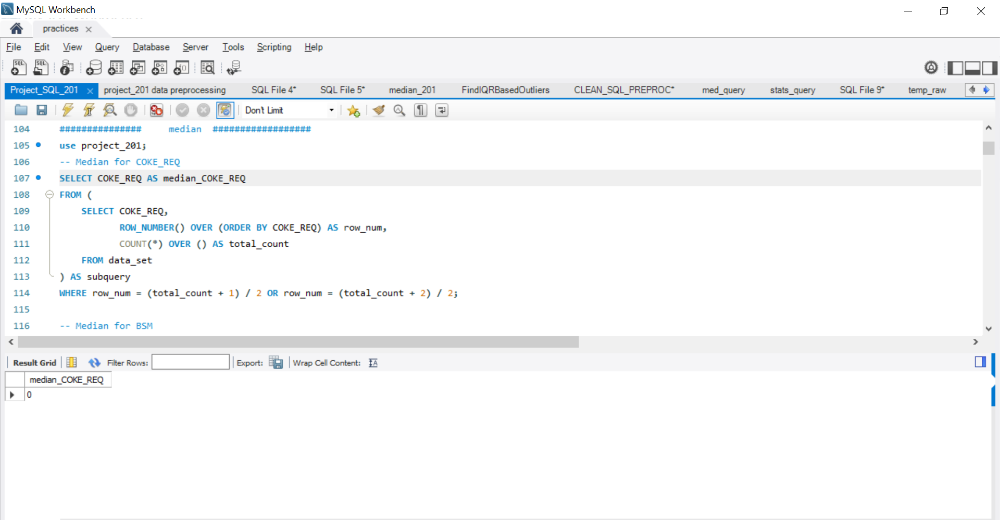 MySQL Workbench
practices
File Edit View Query Database Server Tools Scripting Help
Project_SQL_201 project_201 data preprocessing SQL File 4* SQL File 5* median_201 FindIQRBasedOutliers CLEAN_SQL_PREPROC* med_query stats_query SQL File 9* temp_raw
Don't Limit
104 ############### median ##################
105 use project_201;
106 -- Median for COKE_REQ
107 SELECT COKE_REQ AS median_COKE_REQ
108 FROM (
109 SELECT COKE_REQ,
110 ROW_NUMBER() OVER (ORDER BY COKE_REQ) AS row_num,
111 COUNT(*) OVER () AS total_count
112 FROM data_set
113 ) AS subquery
114 WHERE row_num = (total_count + 1) / 2 OR row_num = (total_count + 2) / 2;
115
116 -- Median for BSM
Result Grid Filter Rows: Export: Wrap Cell Content:
median_COKE_REQ
0